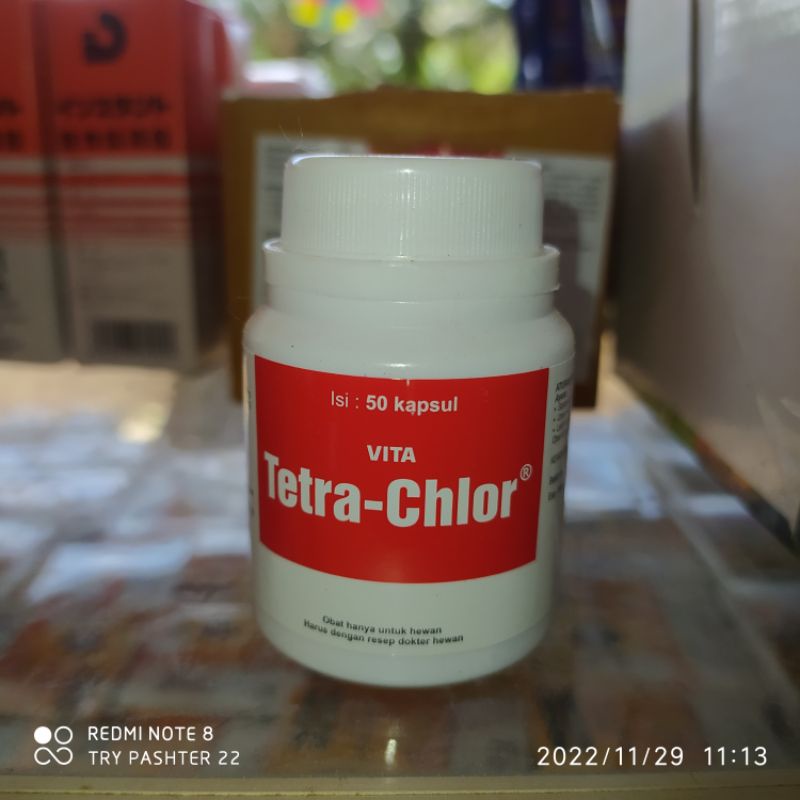 Isi : 50 kapsul
VITA
Tetra-Chlor®
Obat hanya untuk hewan
Harus dengan resep dokter hewan
REDMI NOTE 8
TRY PASHTER 22
2022/11/29 11:13